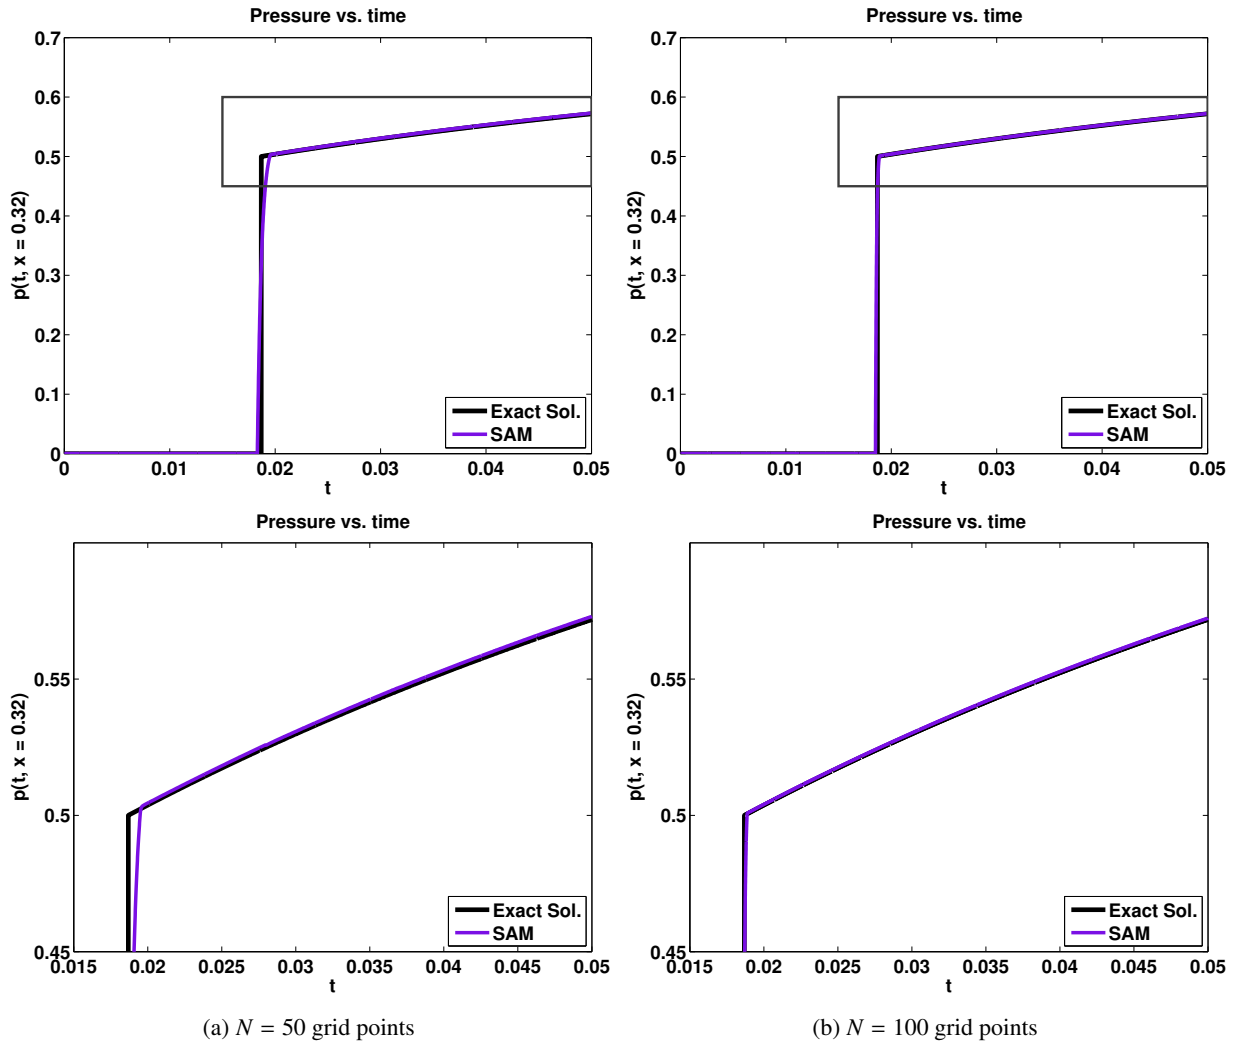 Pressure vs. time
0.7
0.6
0.5
0.4
0.3
0.2
0.1
0
p(t, x = 0.32)
0
0.01
0.02
0.03
0.04
0.05
t
Exact Sol.
SAM
Pressure vs. time
0.7
0.6
0.5
0.4
0.3
0.2
0.1
0
p(t, x = 0.32)
0
0.01
0.02
0.03
0.04
0.05
t
Exact Sol.
SAM
Pressure vs. time
0.55
0.5
0.45
p(t, x = 0.32)
0.015
0.02
0.025
0.03
0.035
0.04
0.045
0.05
t
Exact Sol.
SAM
(a) N = 50 grid points
Pressure vs. time
0.55
0.5
0.45
p(t, x = 0.32)
0.015
0.02
0.025
0.03
0.035
0.04
0.045
0.05
t
Exact Sol.
SAM
(b) N = 100 grid points